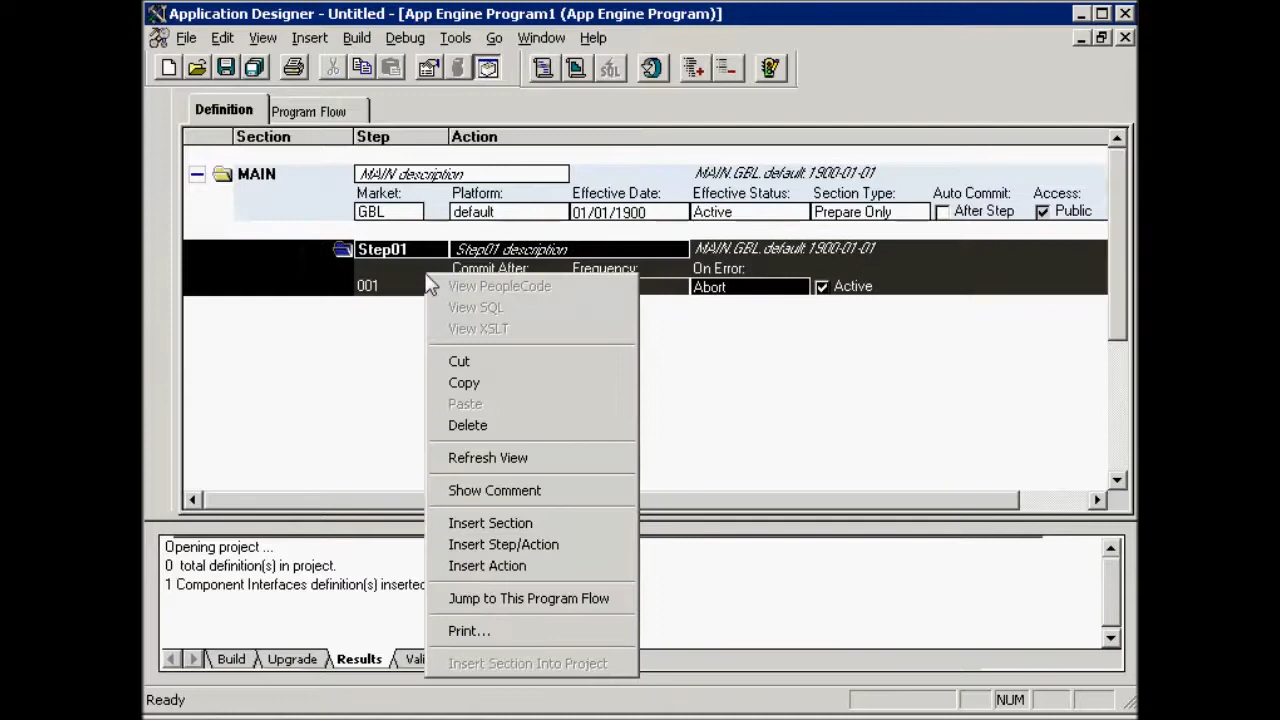 Application Designer - Untitled - [App Engine Program1 (App Engine Program)]
File Edit View Insert Build Debug Tools Go Window Help
SQL
Definition Program Flow
Section Step Action
MAIN MAIN description MAIN.GBL.default.1900-01-01
Market: Platform: Effective Date: Effective Status: Section Type: Auto Commit: Access:
GBL default 01/01/1900 Active Prepare Only After Step Public
Step01 Step01 description MAIN.GBL.default.1900-01-01
Commit After: Frequency: On Error:
001 Abort Active
View PeopleCode
View SQL
View XSLT
Cut
Copy
Paste
Delete
Refresh View
Show Comment
Insert Section
Insert Step/Action
Insert Action
Jump to This Program Flow
Print...
Insert Section Into Project
Opening project ...
0 total definition(s) in project.
1 Component Interfaces definition(s) inserted
Build Upgrade Results Vali
Ready NUM